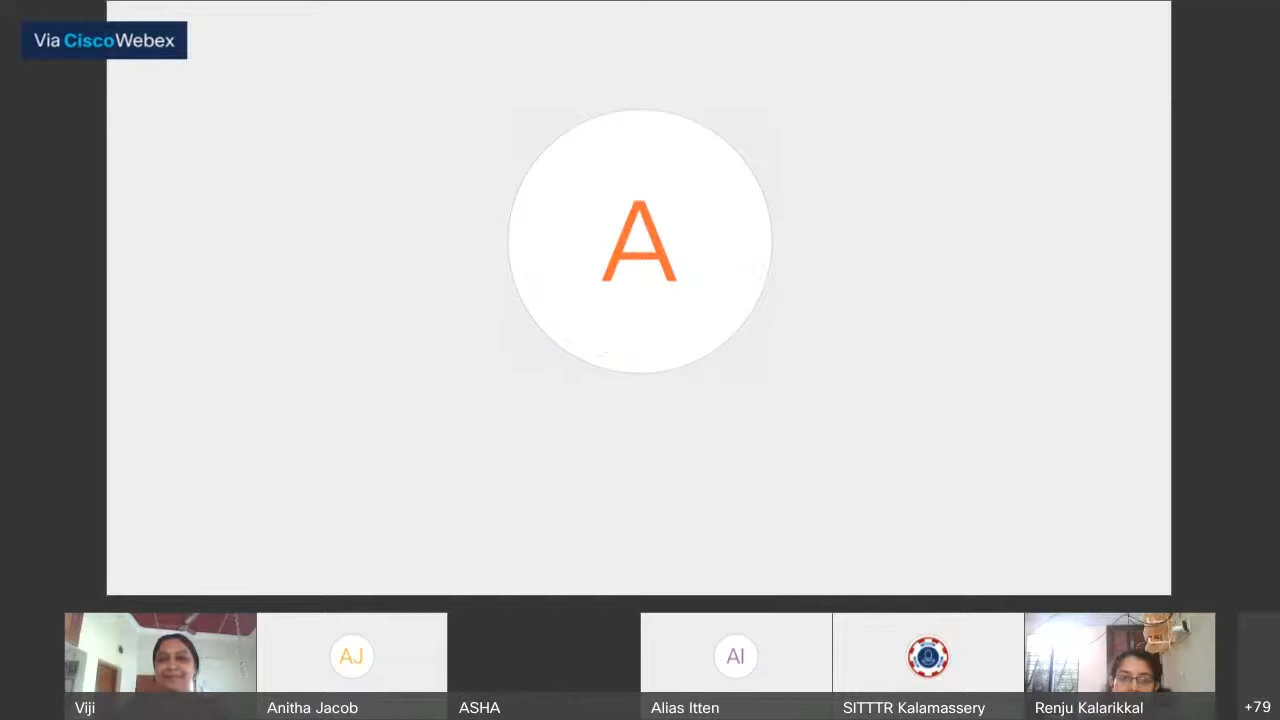 Via CiscoWebex
A
AJ
AI
Viji
Anitha Jacob
ASHA
Alias Itten
SITTTR Kalamassery
Renju Kalarikkal
+79